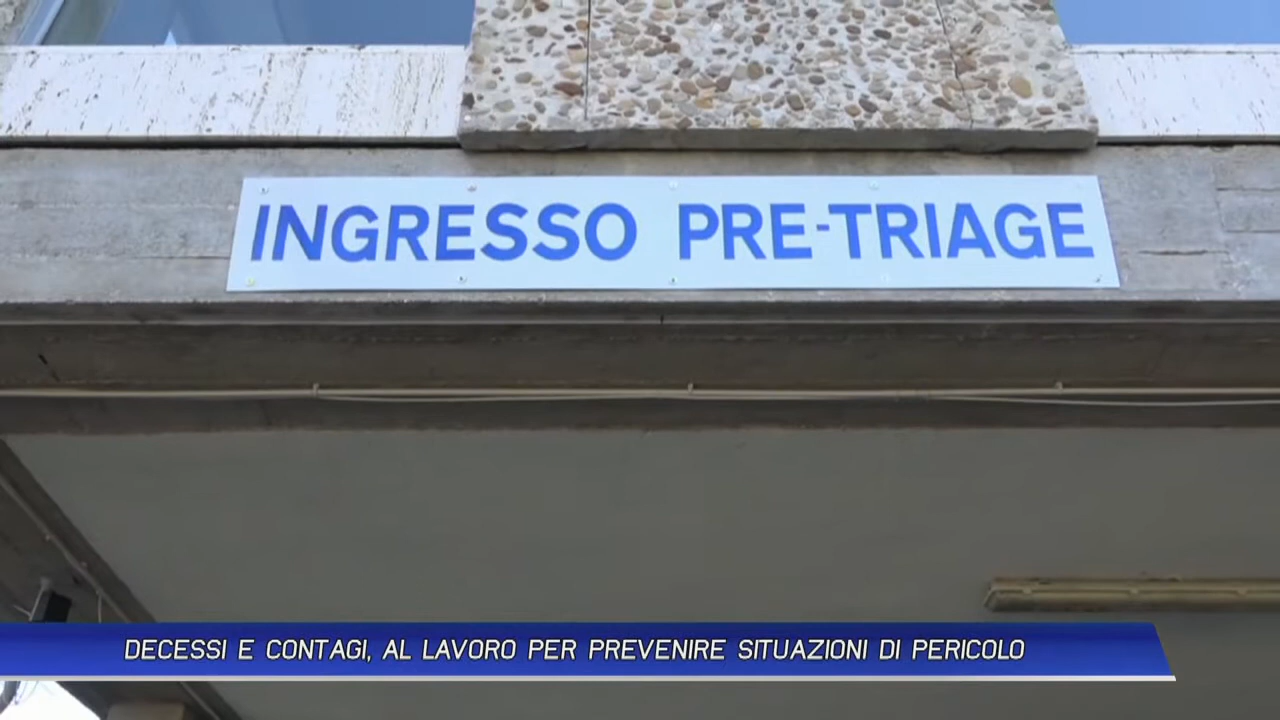 INGRESSO PRE-TRIAGE
DECESSI E CONTAGI, AL LAVORO PER PREVENIRE SITUAZIONI DI PERICOLO